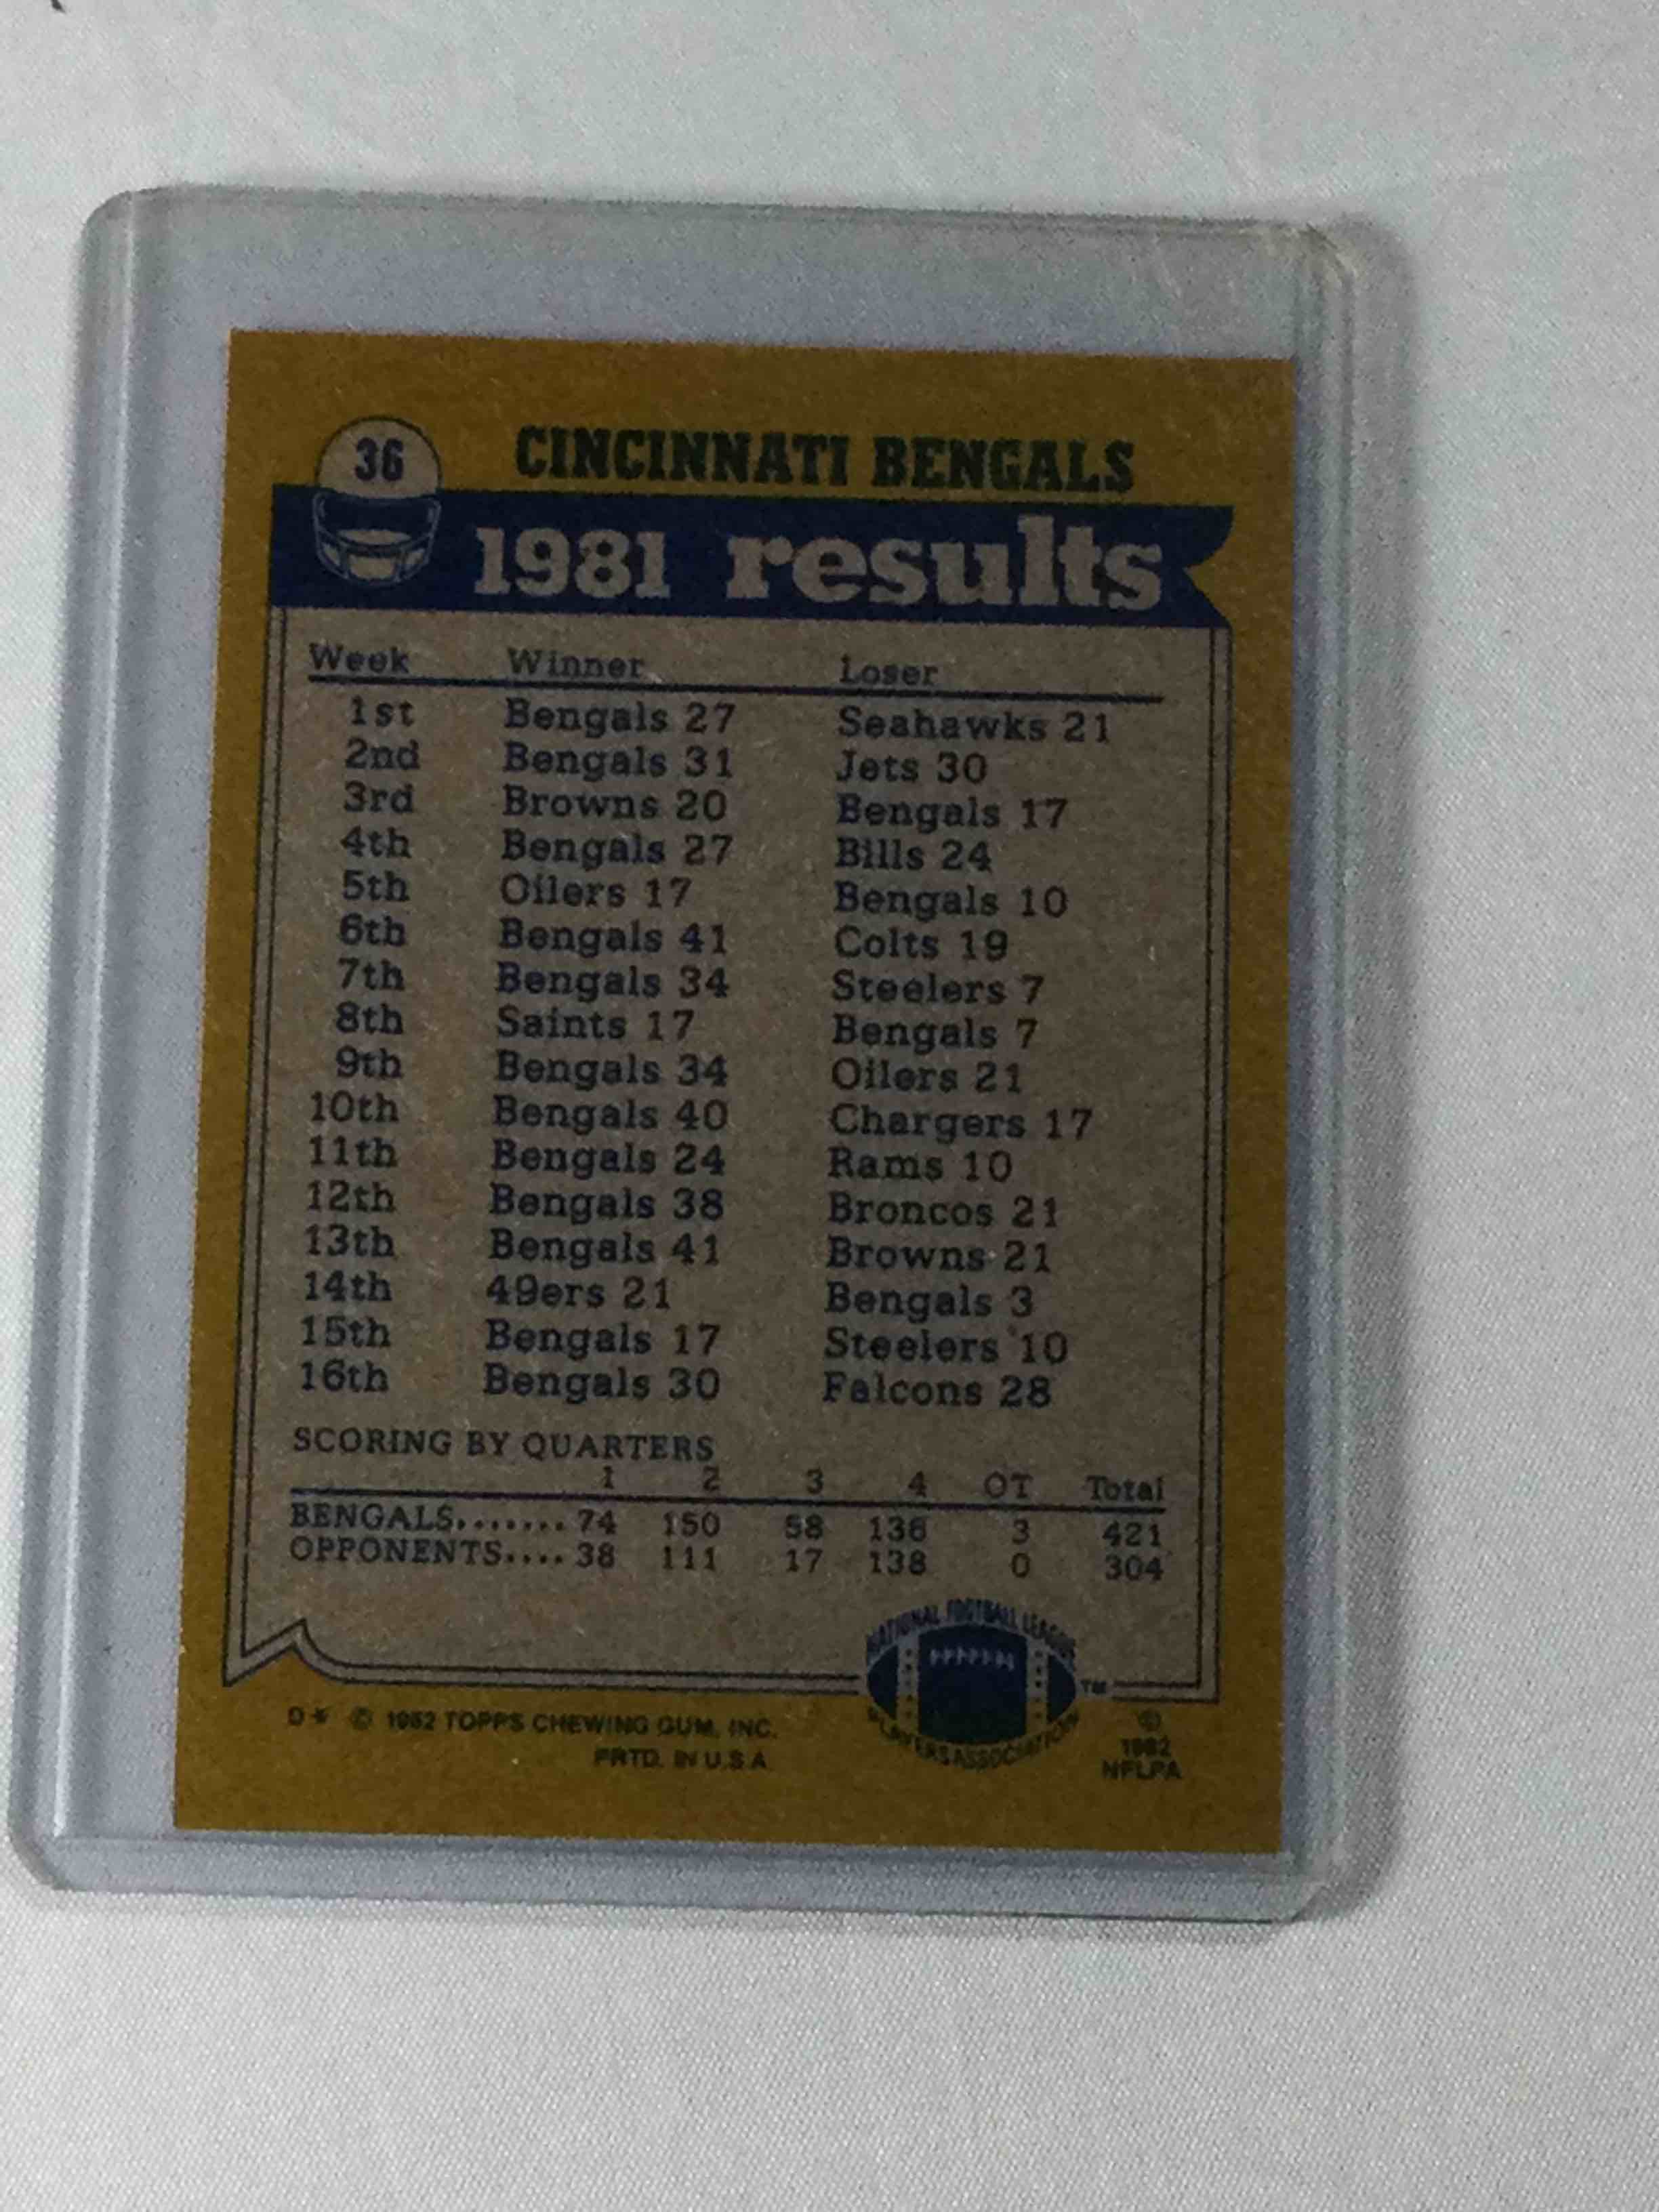 36
CINCINNATI BENGALS
1981 results
Week Winner Loser
1st Bengals 27 Seahawks 21
2nd Bengals 31 Jets 30
3rd Browns 20 Bengals 17
4th Bengals 27 Bills 24
5th Oilers 17 Bengals 10
6th Bengals 41 Colts 19
7th Bengals 34 Steelers 7
8th Saints 17 Bengals 7
9th Bengals 34 Oilers 21
10th Bengals 40 Chargers 17
11th Bengals 24 Rams 10
12th Bengals 38 Broncos 21
13th Bengals 41 Browns 21
14th 49ers 21 Bengals 3
15th Bengals 17 Steelers 10
16th Bengals 30 Falcons 28
SCORING BY QUARTERS
1 2 3 4 OT Total
BENGALS........ 74 150 58 136 3 421
OPPONENTS.... 38 111 17 138 0 304
NATIONAL FOOTBALL LEAGUE
PLAYERS ASSOCIATION
TM
D* © 1982 TOPPS CHEWING GUM, INC.
PRTD. IN U.S.A.
©
1982
NFLPA